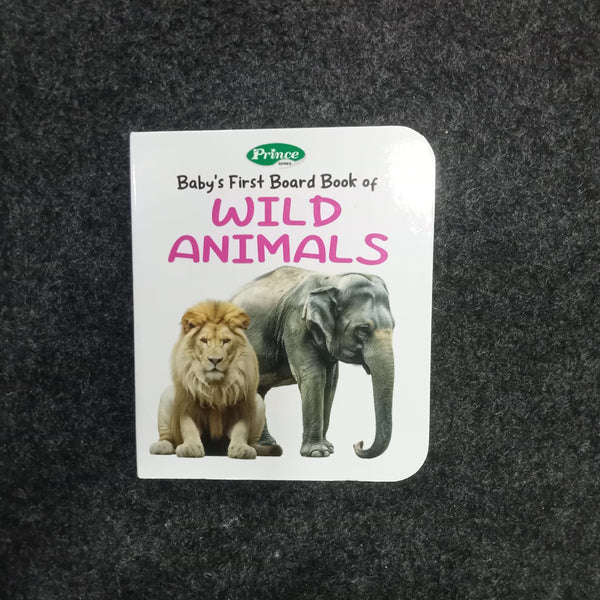 Prince
SERIES
Baby's First Board Book of
WILD
ANIMALS